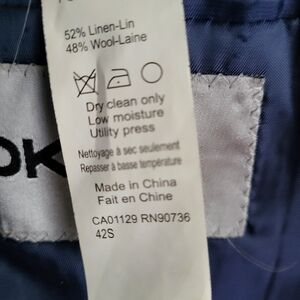 52% Linen-Lin
48% Wool-Laine
Dry clean only
Low moisture
Utility press
Nettoyage à sec seulement
Repasser à basse température
Made in China
Fait en Chine
CA01129 RN90736
42S
DK